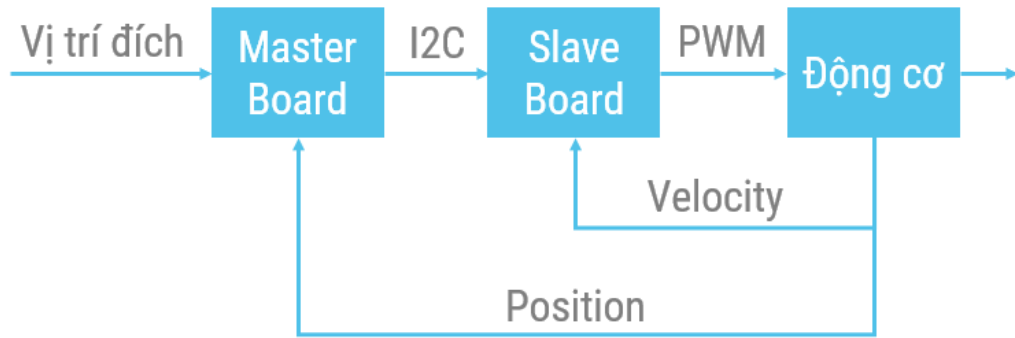 Vị trí đích
Master
Board
I2C
Slave
Board
PWM
Động cơ
Velocity
Position